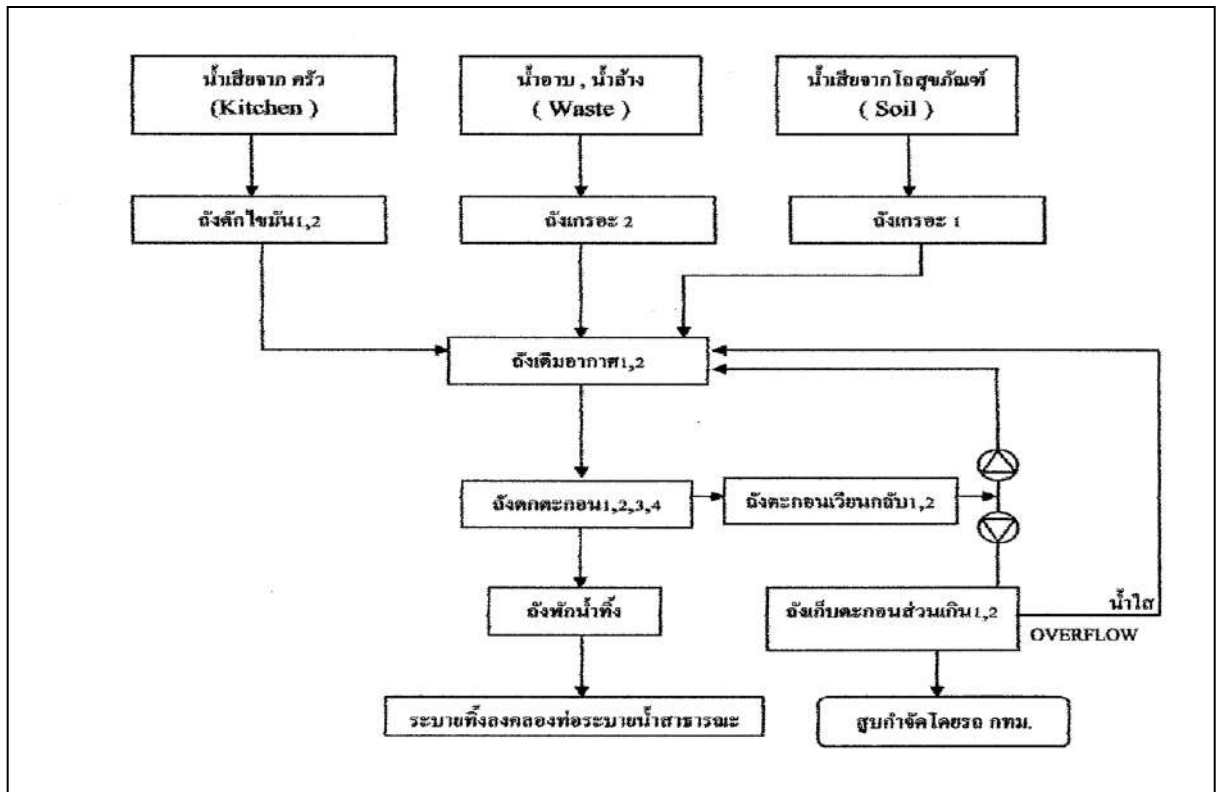 น้ำเสียจาก ครัว
(Kitchen )
น้ำอาบ , น้ำล้าง
( Waste )
น้ำเสียจากโถสุขภัณฑ์
( Soil )
ถังดักไขมัน1,2
ถังเกรอะ 2
ถังเกรอะ 1
ถังเติมอากาศ1,2
ถังตกตะกอน1,2,3,4
ถังตะกอนเวียนกลับ1,2
ถังพักน้ำทิ้ง
ถังเก็บตะกอนส่วนเกิน1,2
น้ำใส
OVERFLOW
ระบายทิ้งลงคลองท่อระบายน้ำสาธารณะ
สูบกำจัดโดยรถ กทม.